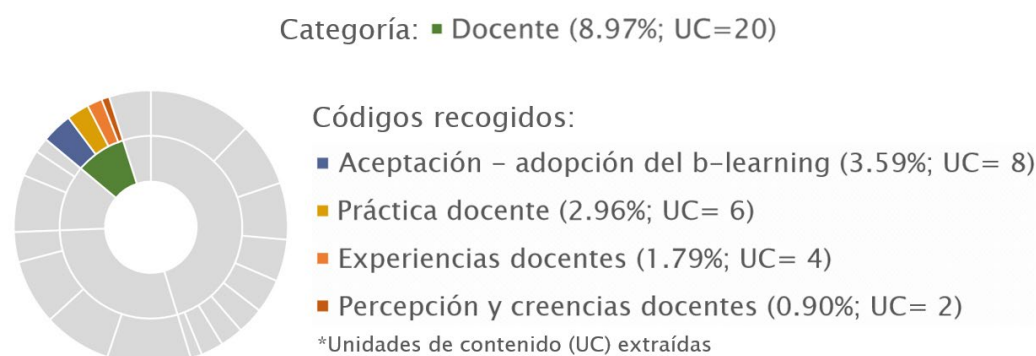 Categoría: Docente (8.97%; UC=20)
Códigos recogidos:
Aceptación – adopción del b–learning (3.59%; UC= 8)
Práctica docente (2.96%; UC= 6)
Experiencias docentes (1.79%; UC= 4)
Percepción y creencias docentes (0.90%; UC= 2)
*Unidades de contenido (UC) extraídas